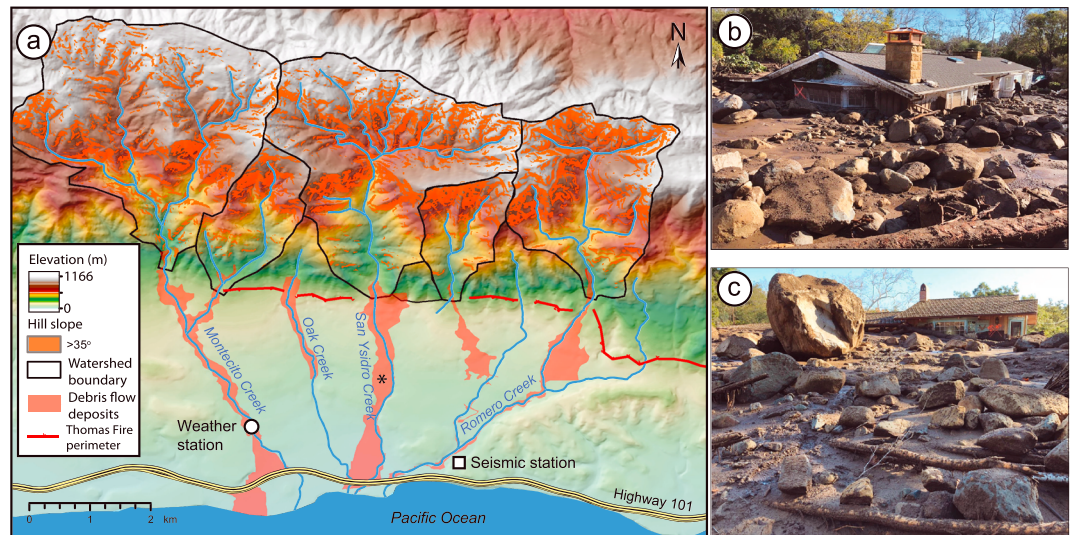 a
N
Elevation (m)
1166
0
Hill slope
>35°
Watershed
boundary
Debris flow
deposits
Thomas Fire
perimeter
Montecito Creek
Oak Creek
San Ysidro Creek
*
Romero Creek
Weather
station
Seismic station
Highway 101
Pacific Ocean
0 1 2 km
b
c